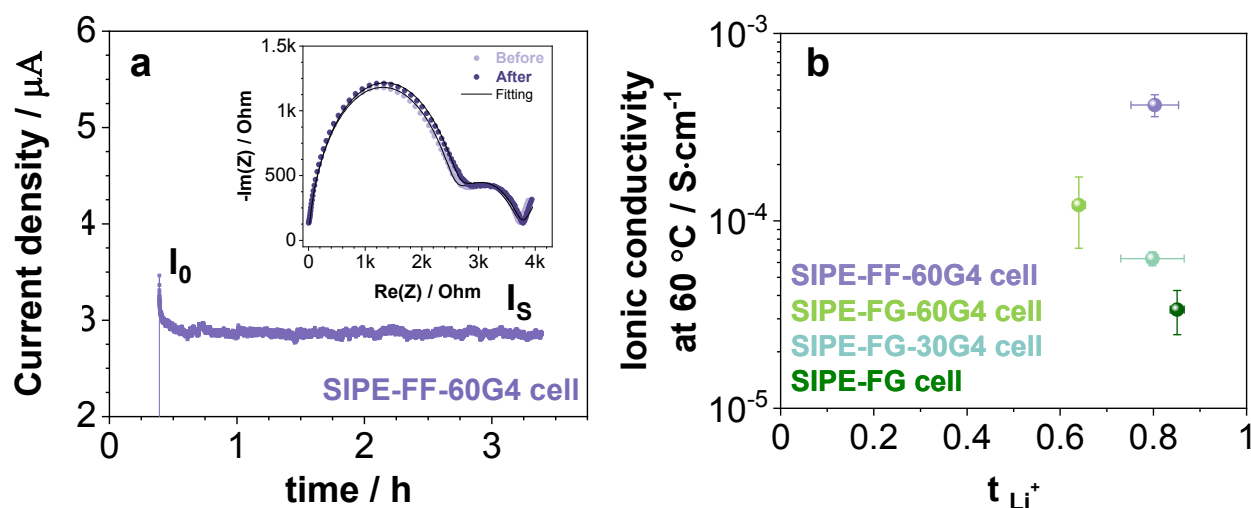 a
Current density / μA
6
5
4
3
2
0
1
2
3
time / h
I₀
Iₛ
SIPE-FF-60G4 cell
-Im(Z) / Ohm
1.5k
1k
500
0
0
1k
2k
3k
4k
Re(Z) / Ohm
Before
After
Fitting
b
Ionic conductivity
at 60 °C / S·cm⁻¹
10⁻³
10⁻⁴
10⁻⁵
SIPE-FF-60G4 cell
SIPE-FG-60G4 cell
SIPE-FG-30G4 cell
SIPE-FG cell
0
0.2
0.4
0.6
0.8
1
t Li⁺